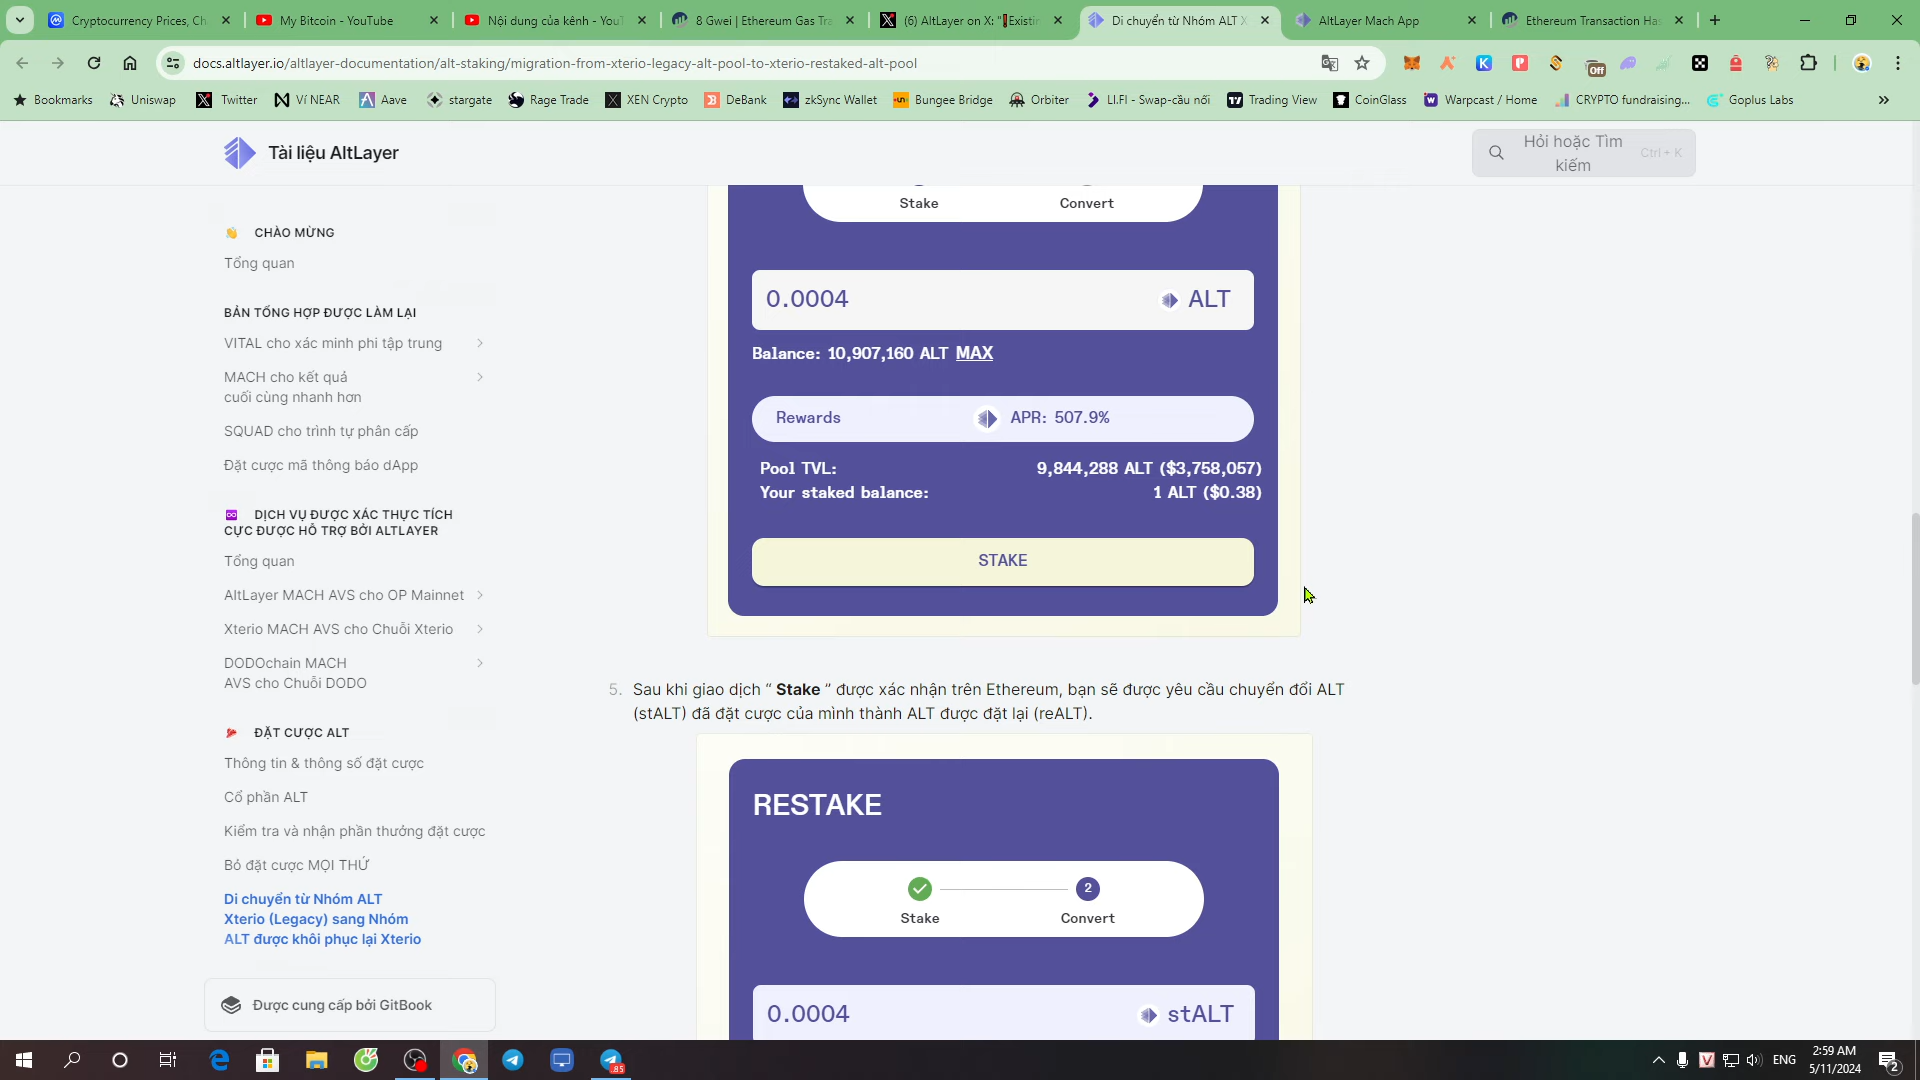 Cryptocurrency Prices, Ch
My Bitcoin - YouTube
Nội dung của kênh - YouT
8 Gwei | Ethereum Gas Tra
(6) AltLayer on X: "❗Existin
Di chuyển từ Nhóm ALT X
AltLayer Mach App
Ethereum Transaction Has
docs.altlayer.io/altlayer-documentation/alt-staking/migration-from-xterio-legacy-alt-pool-to-xterio-restaked-alt-pool
Off
Bookmarks
Uniswap
Twitter
Ví NEAR
Aave
stargate
Rage Trade
XEN Crypto
DeBank
zkSync Wallet
Bungee Bridge
Orbiter
LI.FI - Swap-cầu nối
Trading View
CoinGlass
Warpcast / Home
CRYPTO fundraising...
Goplus Labs
Tài liệu AltLayer
Hỏi hoặc Tìm
kiếm
Ctrl + K
👋 CHÀO MỪNG
Tổng quan
BẢN TỔNG HỢP ĐƯỢC LÀM LẠI
VITAL cho xác minh phi tập trung
MACH cho kết quả
cuối cùng nhanh hơn
SQUAD cho trình tự phân cấp
Đặt cược mã thông báo dApp
♾️ DỊCH VỤ ĐƯỢC XÁC THỰC TÍCH
CỰC ĐƯỢC HỖ TRỢ BỞI ALTLAYER
Tổng quan
AltLayer MACH AVS cho OP Mainnet
Xterio MACH AVS cho Chuỗi Xterio
DODOchain MACH
AVS cho Chuỗi DODO
🥩 ĐẶT CƯỢC ALT
Thông tin & thông số đặt cược
Cổ phần ALT
Kiểm tra và nhận phần thưởng đặt cược
Bỏ đặt cược MỌI THỨ
Di chuyển từ Nhóm ALT
Xterio (Legacy) sang Nhóm
ALT được khôi phục lại Xterio
Được cung cấp bởi GitBook
Stake
Convert
0.0004
ALT
Balance: 10,907,160 ALT MAX
Rewards
APR: 507.9%
Pool TVL:
9,844,288 ALT ($3,758,057)
Your staked balance:
1 ALT ($0.38)
STAKE
5. Sau khi giao dịch “ Stake ” được xác nhận trên Ethereum, bạn sẽ được yêu cầu chuyển đổi ALT
(stALT) đã đặt cược của mình thành ALT được đặt lại (reALT).
RESTAKE
2
Stake
Convert
0.0004
stALT
85
ENG
2:59 AM
5/11/2024
2